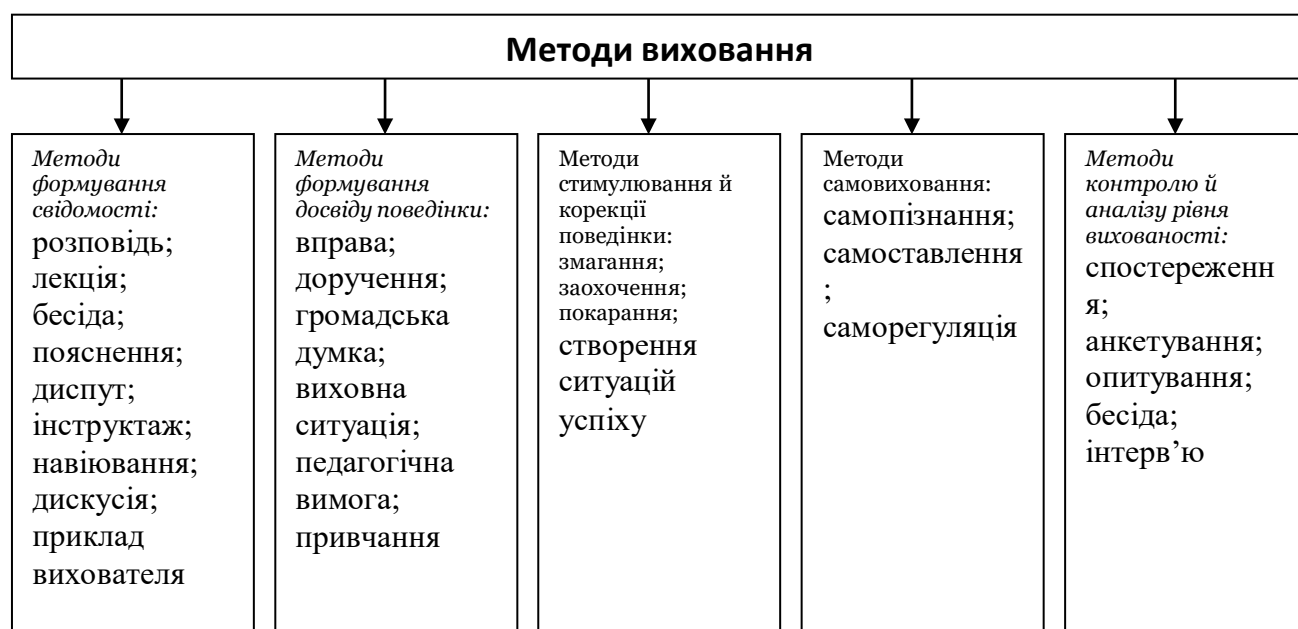 Методи виховання
Методи
формування
свідомості:
розповідь;
лекція;
бесіда;
пояснення;
диспут;
інструктаж;
навіювання;
дискусія;
приклад
вихователя
Методи
формування
досвіду поведінки:
вправа;
доручення;
громадська
думка;
виховна
ситуація;
педагогічна
вимога;
привчання
Методи
стимулювання й
корекції
поведінки:
змагання;
заохочення;
покарання;
створення
ситуацій
успіху
Методи
самовиховання:
самопізнання;
самоставлення
;
саморегуляція
Методи
контролю й
аналізу рівня
вихованості:
спостереженн
я;
анкетування;
опитування;
бесіда;
інтерв’ю